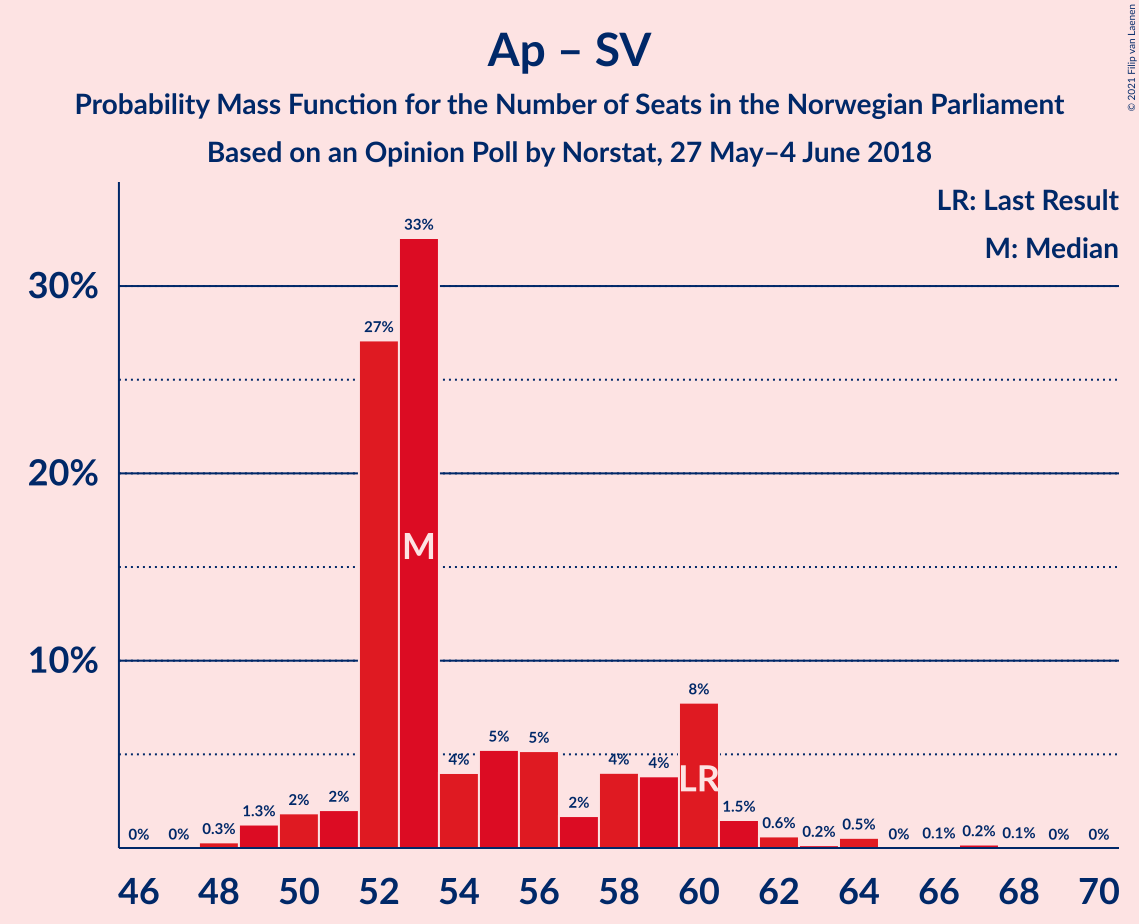 Ap – SV
Probability Mass Function for the Number of Seats in the Norwegian Parliament
Based on an Opinion Poll by Norstat, 27 May–4 June 2018
© 2021 Filip van Laenen
LR: Last Result
M: Median
30%
20%
10%
0% 0% 0.3% 1.3% 2% 2% 27% 33% 4% 5% 5% 2% 4% 4% 8% 1.5% 0.6% 0.2% 0.5% 0% 0.1% 0.2% 0.1% 0% 0%
M
LR
46 48 50 52 54 56 58 60 62 64 66 68 70